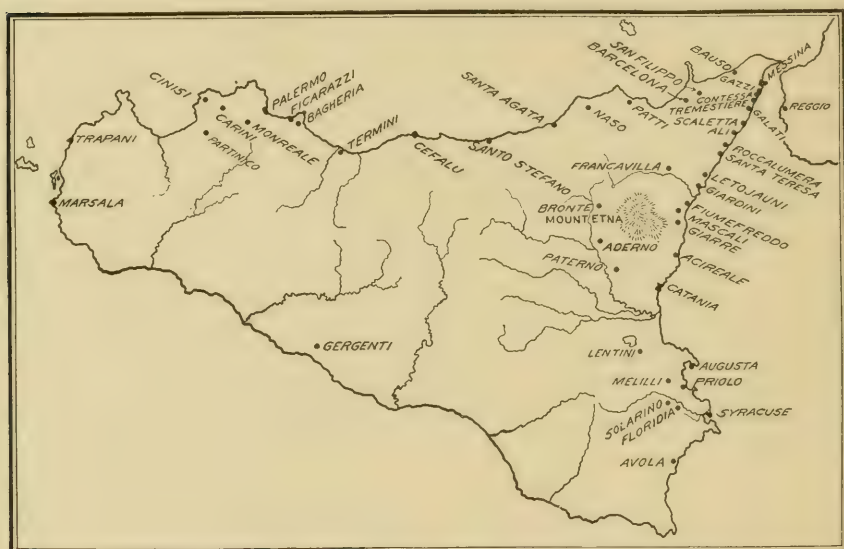 CINISI
PALERMO
FICARAZZI
BAGHERIA
CARINI
MONREALE
PARTINICO
TRAPANI
MARSALA
TERMINI
CEFALU
SANTO STEFANO
SANTA AGATA
NASO
PATTI
SAN FILIPPO
BARCELONA
BAUSO
GAZZI
MESSINA
CONTESSA
TREMESTIERE
GALATI
REGGIO
SCALETTA
ALI
ROCCALUMERA
SANTA TERESA
FRANCAVILLA
LETOJAUNI
GIARDINI
BRONTE
MOUNT ETNA
FIUMEFREDDO
MASCALI
GIARRE
ADERNO
PATERNO
ACIREALE
CATANIA
GERGENTI
LENTINI
AUGUSTA
MELILLI
PRIOLO
SOLARINO
FLORIDIA
SYRACUSE
AVOLA